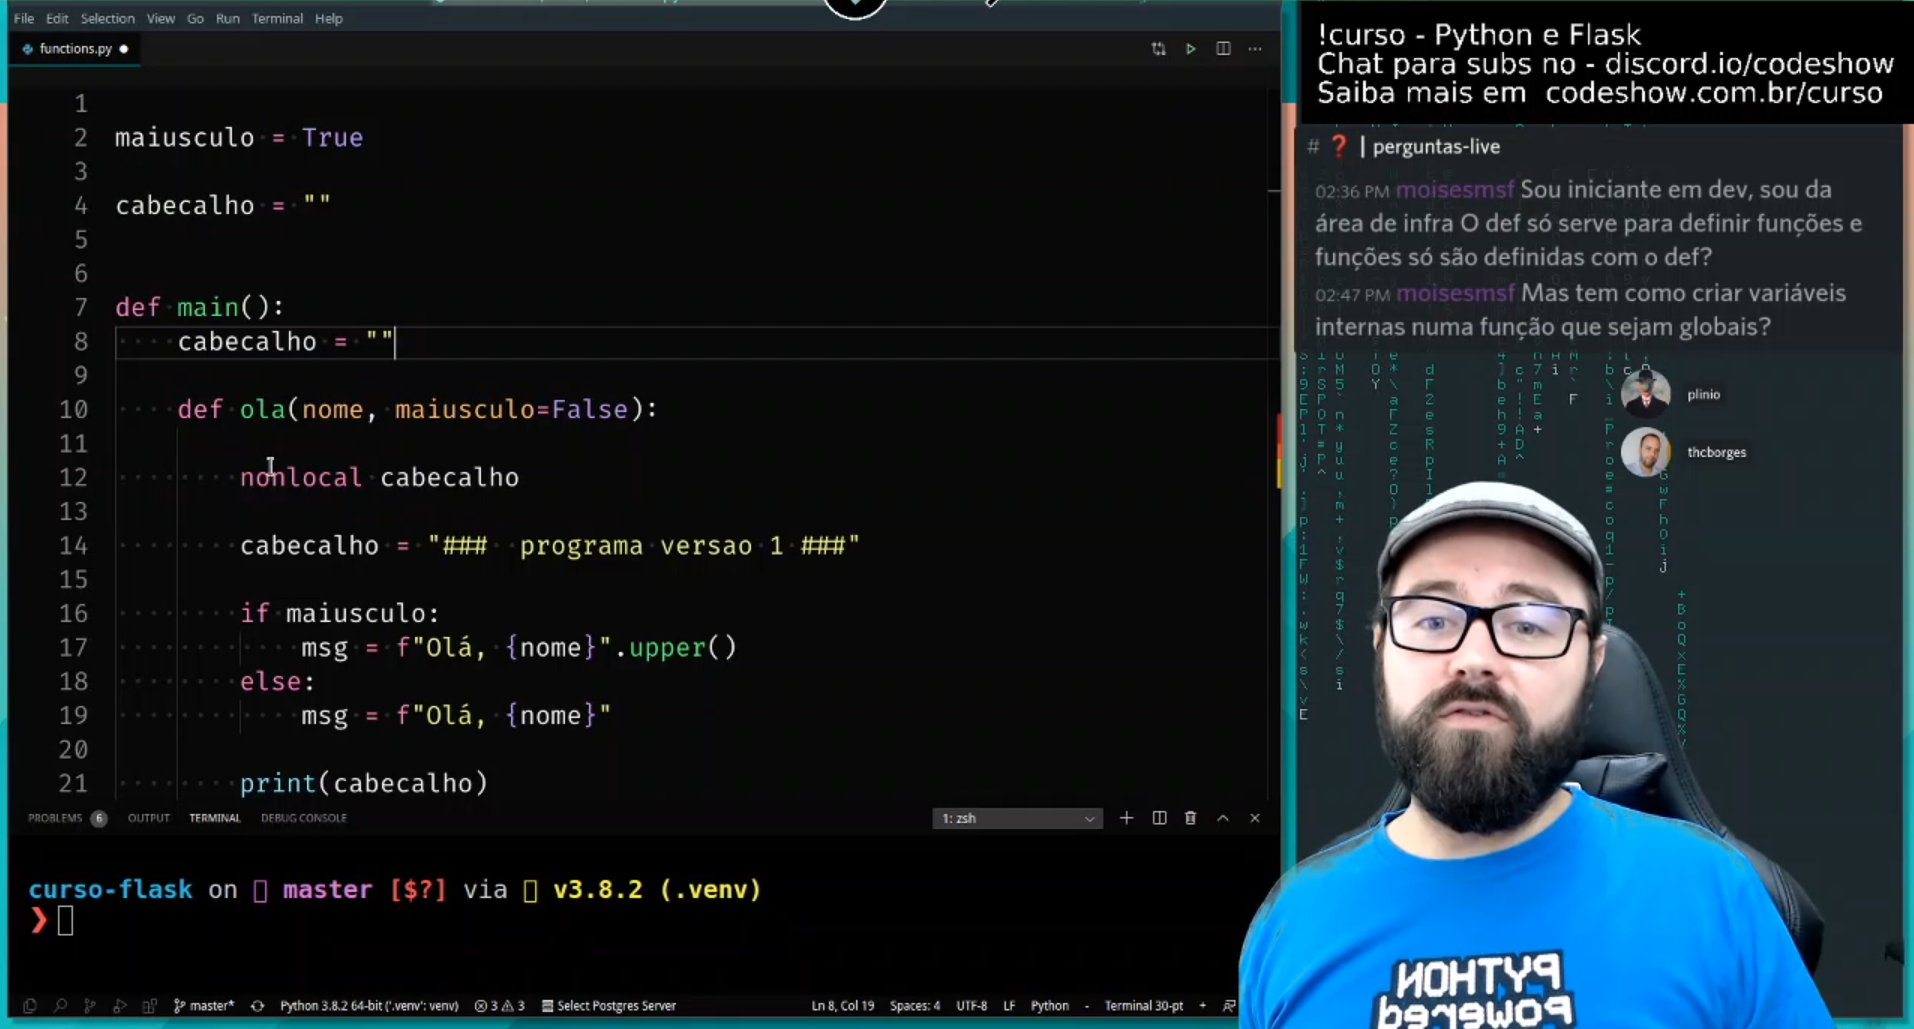 File Edit Selection View Go Run Terminal Help
functions.py
1
2 maiusculo = True
3
4 cabecalho = ""
5
6
7 def main():
8 cabecalho = ""
9
10 def ola(nome, maiusculo=False):
11
12 nonlocal cabecalho
13
14 cabecalho = "### programa versao 1 ###"
15
16 if maiusculo:
17 msg = f"Olá, {nome}".upper()
18 else:
19 msg = f"Olá, {nome}"
20
21 print(cabecalho)
PROBLEMS 6 OUTPUT TERMINAL DEBUG CONSOLE 1: zsh
curso-flask on master [$?] via v3.8.2 (.venv)
❯
master* Python 3.8.2 64-bit ('.venv': venv) 3 3 Select Postgres Server Ln 8, Col 19 Spaces: 4 UTF-8 LF Python Terminal 30-pt +
!curso - Python e Flask
Chat para subs no - discord.io/codeshow
Saiba mais em codeshow.com.br/curso
# ❓ | perguntas-live
02:36 PM moisesmsf Sou iniciante em dev, sou da
área de infra O def só serve para definir funções e
funções só são definidas com o def?
02:47 PM moisesmsf Mas tem como criar variáveis
internas numa função que sejam globais?
plinio
thcborges
PYTHON
Powered